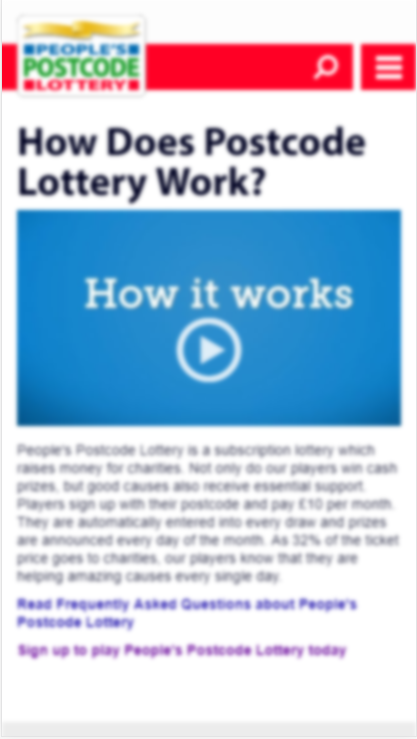 PEOPLE'S
POSTCODE
LOTTERY
How Does Postcode
Lottery Work?
How it works
People's Postcode Lottery is a subscription lottery which
raises money for charities. Not only do our players win cash
prizes, but good causes also receive essential support.
Players sign up with their postcode and pay £10 per month.
They are automatically entered into every draw and prizes
are announced every day of the month. As 32% of the ticket
price goes to charities, our players know that they are
helping amazing causes every single day.
Read Frequently Asked Questions about People's
Postcode Lottery
Sign up to play People's Postcode Lottery today